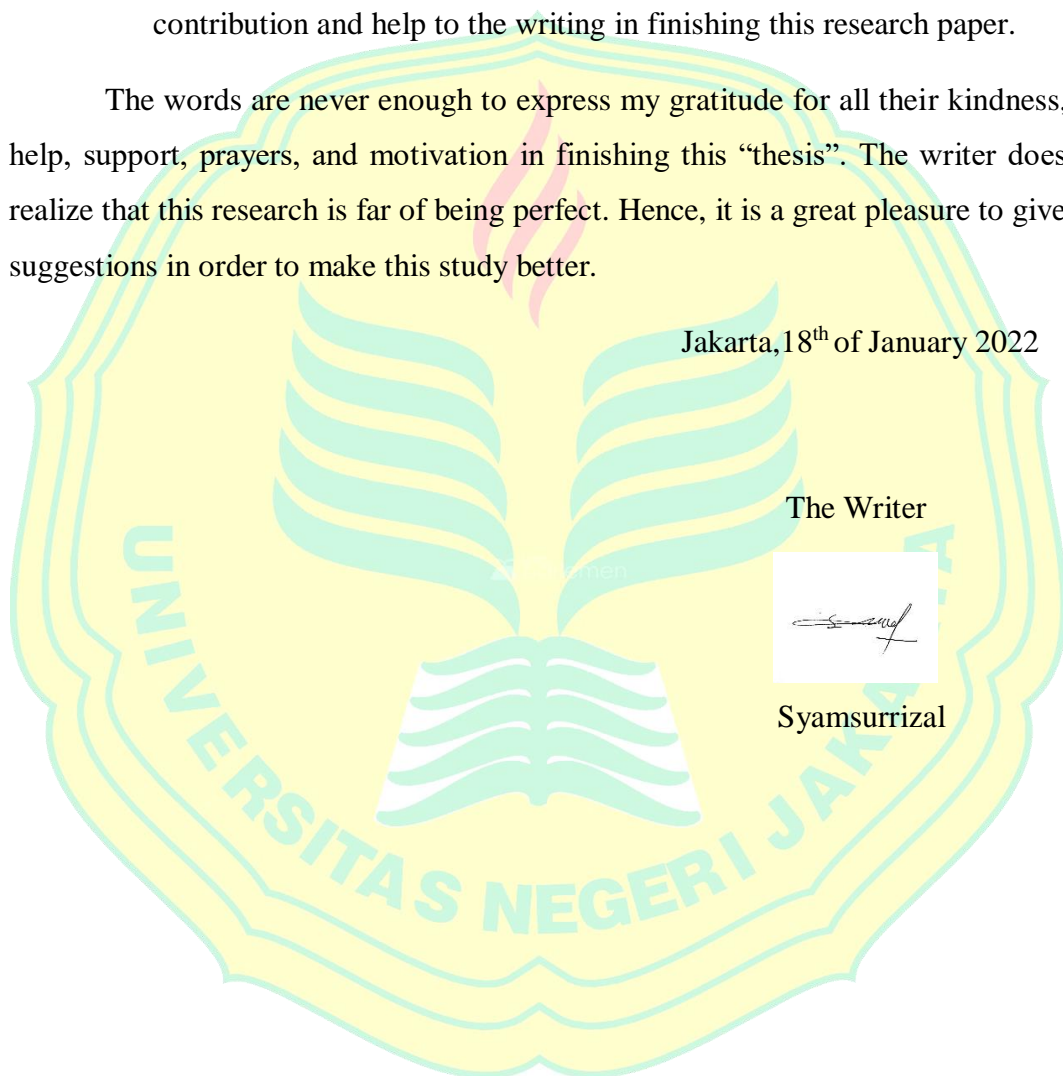 contribution and help to the writing in finishing this research paper.
The words are never enough to express my gratitude for all their kindness,
help, support, prayers, and motivation in finishing this “thesis”. The writer does
realize that this research is far of being perfect. Hence, it is a great pleasure to give
suggestions in order to make this study better.
Jakarta,18th of January 2022
The Writer
Syamsurrizal
UNIVERSITAS NEGERI JAKARTA